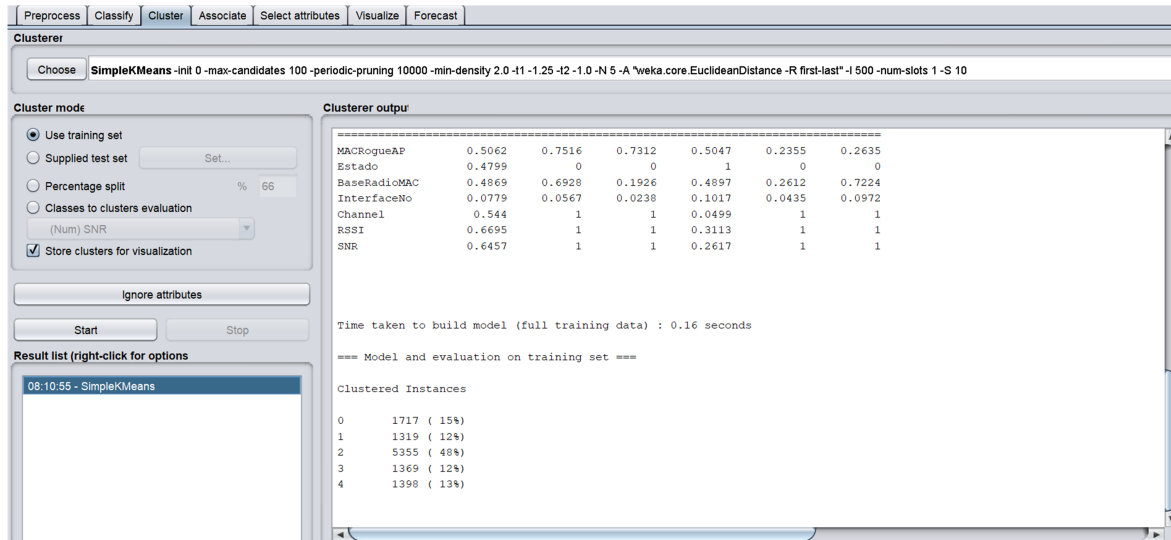 Preprocess Classify Cluster Associate Select attributes Visualize Forecast
Clusterer
Choose SimpleKMeans -init 0 -max-candidates 100 -periodic-pruning 10000 -min-density 2.0 -t1 -1.25 -t2 -1.0 -N 5 -A "weka.core.EuclideanDistance -R first-last" -I 500 -num-slots 1 -S 10
Cluster mode
Use training set
Supplied test set Set...
Percentage split % 66
Classes to clusters evaluation
(Num) SNR
Store clusters for visualization
Ignore attributes
Start Stop
Result list (right-click for options
08:10:55 - SimpleKMeans
Clusterer output
=================================================================================
MACRogueAP 0.5062 0.7516 0.7312 0.5047 0.2355 0.2635
Estado 0.4799 0 0 1 0 0
BaseRadioMAC 0.4869 0.6928 0.1926 0.4897 0.2612 0.7224
InterfaceNo 0.0779 0.0567 0.0238 0.1017 0.0435 0.0972
Channel 0.544 1 1 0.0499 1 1
RSSI 0.6695 1 1 0.3113 1 1
SNR 0.6457 1 1 0.2617 1 1
Time taken to build model (full training data) : 0.16 seconds
=== Model and evaluation on training set ===
Clustered Instances
0 1717 ( 15%)
1 1319 ( 12%)
2 5355 ( 48%)
3 1369 ( 12%)
4 1398 ( 13%)